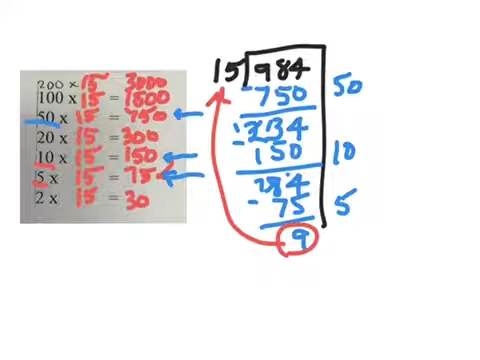 200 x 15 = 3000
100 x 15 = 1500
50 x 15 = 750
20 x 15 = 300
10 x 15 = 150
5 x 15 = 75
2 x 15 = 30
15 984
-750 50
234
-150 10
84
-75 5
9